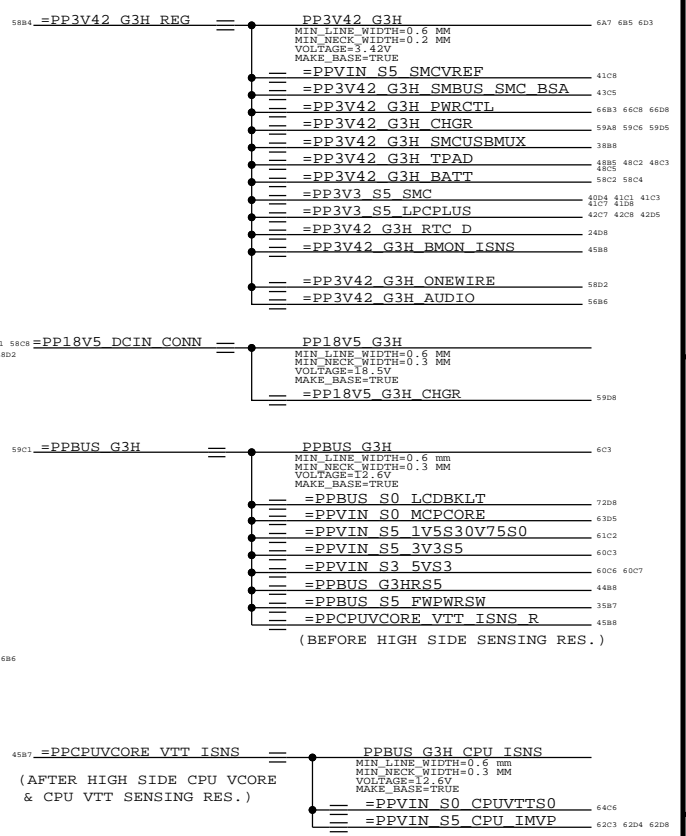 58B4 =PP3V42_G3H_REG PP3V42_G3H 6A7 6B5 6D3
MIN_LINE_WIDTH=0.6 MM
MIN_NECK_WIDTH=0.2 MM
VOLTAGE=3.42V
MAKE_BASE=TRUE
=PPVIN_S5_SMCVREF 41C8
=PP3V42_G3H_SMBUS_SMC_BSA 43C5
=PP3V42_G3H_PWRCTL 66B3 66C8 66D8
=PP3V42_G3H_CHGR 59A8 59C6 59D5
=PP3V42_G3H_SMCUSBMUX 38B8
=PP3V42_G3H_TPAD 48B5 48C2 48C3
48C5
=PP3V42_G3H_BATT 58C2 58C4
=PP3V3_S5_SMC 40D4 41C1 41C3
41C7 41D8
=PP3V3_S5_LPCPLUS 42C7 42C8 42D5
=PP3V42_G3H_RTC_D 24D8
=PP3V42_G3H_BMON_ISNS 45B8
=PP3V42_G3H_ONEWIRE 58D2
=PP3V42_G3H_AUDIO 56B6
1 58C8 =PP18V5_DCIN_CONN PP18V5_G3H
8D2
MIN_LINE_WIDTH=0.6 MM
MIN_NECK_WIDTH=0.3 MM
VOLTAGE=18.5V
MAKE_BASE=TRUE
=PP18V5_G3H_CHGR 59D8
59C1 =PPBUS_G3H PPBUS_G3H 6C3
MIN_LINE_WIDTH=0.6 mm
MIN_NECK_WIDTH=0.3 MM
VOLTAGE=12.6V
MAKE_BASE=TRUE
=PPBUS_S0_LCDBKLT 72D8
=PPVIN_S0_MCPCORE 63D5
=PPVIN_S5_1V5S30V75S0 61C2
=PPVIN_S5_3V3S5 60C3
=PPVIN_S3_5VS3 60C6 60C7
=PPBUS_G3HRS5 44B8
=PPBUS_S5_FWPWRSW 35B7
=PPCPUVCORE_VTT_ISNS_R 45B8
(BEFORE HIGH SIDE SENSING RES.)
6B6
45B7 =PPCPUVCORE_VTT_ISNS PPBUS_G3H_CPU_ISNS
MIN_LINE_WIDTH=0.6 mm
MIN_NECK_WIDTH=0.3 MM
VOLTAGE=12.6V
MAKE_BASE=TRUE
(AFTER HIGH SIDE CPU VCORE
& CPU VTT SENSING RES.)
=PPVIN_S0_CPUVTTS0 64C6
=PPVIN_S5_CPU_IMVP 62C3 62D4 62D8